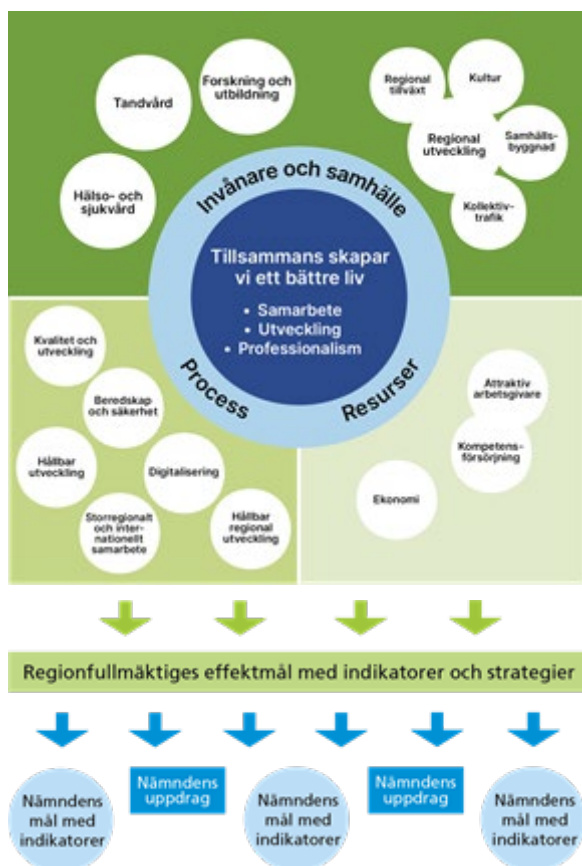 Tandvård
Forskning och
utbildning
Hälso- och
sjukvård
Regional
tillväxt
Kultur
Regional
utveckling
Samhälls-
byggnad
Kollektiv-
trafik
Invånare och samhälle
Tillsammans skapar
vi ett bättre liv
• Samarbete
• Utveckling
• Professionalism
Process
Resurser
Kvalitet och
utveckling
Beredskap
och säkerhet
Hållbar
utveckling
Digitalisering
Storregionalt
och inter-
nationellt
samarbete
Hållbar
regional
utveckling
Attraktiv
arbetsgivare
Kompetens-
försörjning
Ekonomi
Regionfullmäktiges effektmål med indikatorer och strategier
Nämndens
mål med
indikatorer
Nämndens
uppdrag
Nämndens
mål med
indikatorer
Nämndens
uppdrag
Nämndens
mål med
indikatorer